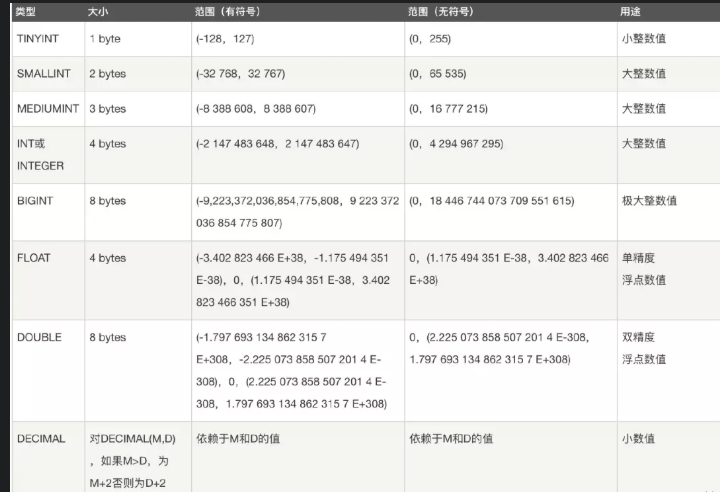 类型 大小 范围（有符号） 范围（无符号） 用途
TINYINT 1 byte (-128，127) (0，255) 小整数值
SMALLINT 2 bytes (-32 768，32 767) (0，65 535) 大整数值
MEDIUMINT 3 bytes (-8 388 608，8 388 607) (0，16 777 215) 大整数值
INT或 4 bytes (-2 147 483 648，2 147 483 647) (0，4 294 967 295) 大整数值
INTEGER
BIGINT 8 bytes (-9,223,372,036,854,775,808，9 223 372 (0，18 446 744 073 709 551 615) 极大整数值
036 854 775 807)
FLOAT 4 bytes (-3.402 823 466 E+38，-1.175 494 351 0，(1.175 494 351 E-38，3.402 823 466 单精度
E-38)，0，(1.175 494 351 E-38，3.402 E+38) 浮点数值
823 466 351 E+38)
DOUBLE 8 bytes (-1.797 693 134 862 315 7 0，(2.225 073 858 507 201 4 E-308， 双精度
E+308，-2.225 073 858 507 201 4 E- 1.797 693 134 862 315 7 E+308) 浮点数值
308)，0，(2.225 073 858 507 201 4 E-
308，1.797 693 134 862 315 7 E+308)
DECIMAL 对DECIMAL(M,D) 依赖于M和D的值 依赖于M和D的值 小数值
，如果M>D，为
M+2否则为D+2